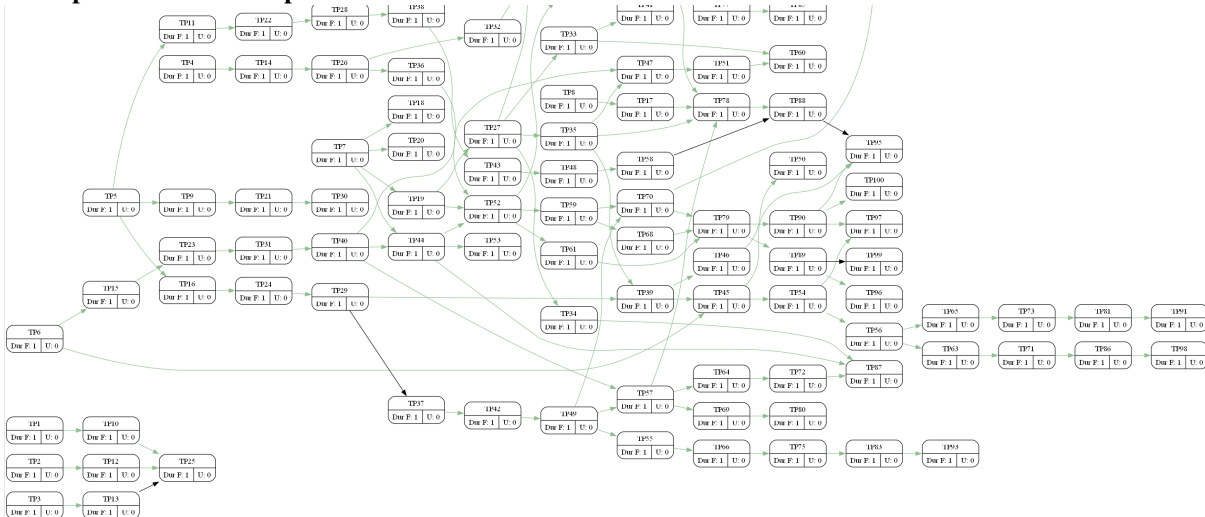 TP28 TP38
TP11 TP22 Dur F: 1 U: 0 Dur F: 1 U: 0
Dur F: 1 U: 0 Dur F: 1 U: 0 TP32 TP33
Dur F: 1 U: 0 Dur F: 1 U: 0
TP60
TP4 TP14 TP26 TP36 TP47 TP51 Dur F: 1 U: 0
Dur F: 1 U: 0 Dur F: 1 U: 0 Dur F: 1 U: 0 Dur F: 1 U: 0 Dur F: 1 U: 0 Dur F: 1 U: 0
TP18 TP8 TP17 TP78 TP88
Dur F: 1 U: 0 Dur F: 1 U: 0 Dur F: 1 U: 0 Dur F: 1 U: 0 Dur F: 1 U: 0
TP7 TP20 TP27 TP35 TP95
Dur F: 1 U: 0 Dur F: 1 U: 0 Dur F: 1 U: 0 Dur F: 1 U: 0 Dur F: 1 U: 0
TP43 TP48 TP58 TP50
Dur F: 1 U: 0 Dur F: 1 U: 0 Dur F: 1 U: 0 Dur F: 1 U: 0
TP5 TP9 TP21 TP30 TP19 TP52 TP59 TP70 TP100
Dur F: 1 U: 0 Dur F: 1 U: 0 Dur F: 1 U: 0 Dur F: 1 U: 0 Dur F: 1 U: 0 Dur F: 1 U: 0 Dur F: 1 U: 0 Dur F: 1 U: 0 Dur F: 1 U: 0
TP23 TP31 TP40 TP44 TP53 TP61 TP68 TP79 TP90 TP97
Dur F: 1 U: 0 Dur F: 1 U: 0 Dur F: 1 U: 0 Dur F: 1 U: 0 Dur F: 1 U: 0 Dur F: 1 U: 0 Dur F: 1 U: 0 Dur F: 1 U: 0 Dur F: 1 U: 0 Dur F: 1 U: 0
TP46 TP89 TP99
Dur F: 1 U: 0 Dur F: 1 U: 0 Dur F: 1 U: 0
TP15 TP16 TP24 TP29 TP39 TP45 TP54 TP96
Dur F: 1 U: 0 Dur F: 1 U: 0 Dur F: 1 U: 0 Dur F: 1 U: 0 Dur F: 1 U: 0 Dur F: 1 U: 0 Dur F: 1 U: 0 Dur F: 1 U: 0
TP6 TP34 TP56 TP65 TP73 TP81 TP91
Dur F: 1 U: 0 Dur F: 1 U: 0 Dur F: 1 U: 0 Dur F: 1 U: 0 Dur F: 1 U: 0 Dur F: 1 U: 0 Dur F: 1 U: 0
TP63 TP71 TP86 TP98
Dur F: 1 U: 0 Dur F: 1 U: 0 Dur F: 1 U: 0 Dur F: 1 U: 0
TP64 TP72 TP87
Dur F: 1 U: 0 Dur F: 1 U: 0 Dur F: 1 U: 0
TP37 TP42 TP49 TP57 TP69 TP80
Dur F: 1 U: 0 Dur F: 1 U: 0 Dur F: 1 U: 0 Dur F: 1 U: 0 Dur F: 1 U: 0 Dur F: 1 U: 0
TP1 TP10 TP55 TP66 TP75 TP83 TP93
Dur F: 1 U: 0 Dur F: 1 U: 0 Dur F: 1 U: 0 Dur F: 1 U: 0 Dur F: 1 U: 0 Dur F: 1 U: 0 Dur F: 1 U: 0
TP2 TP12 TP25
Dur F: 1 U: 0 Dur F: 1 U: 0 Dur F: 1 U: 0
TP3 TP13
Dur F: 1 U: 0 Dur F: 1 U: 0